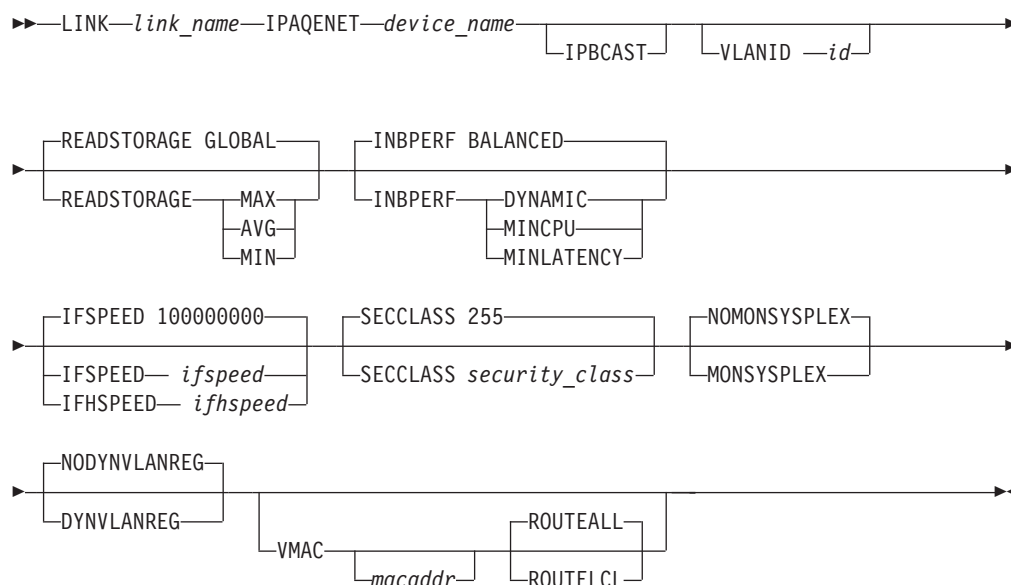 LINK link_name IPAQENET device_name
IPBCAST VLANID id
READSTORAGE GLOBAL INBPERF BALANCED
READSTORAGE MAX INBPERF DYNAMIC
AVG MINCPU
MIN MINLATENCY
IFSPEED 100000000 SECCLASS 255 NOMONSYSPLEX
IFSPEED ifspeed SECCLASS security_class MONSYSPLEX
IFHSPEED ifhspeed
NODYNVLANREG
DYNVLANREG ROUTEALL
VMAC
macaddr ROUTELCL